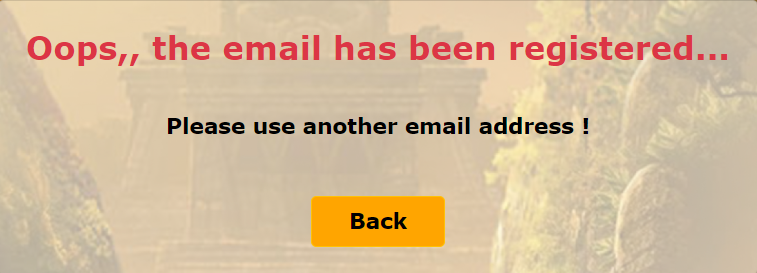 Oops,, the email has been registered...
Please use another email address !
Back